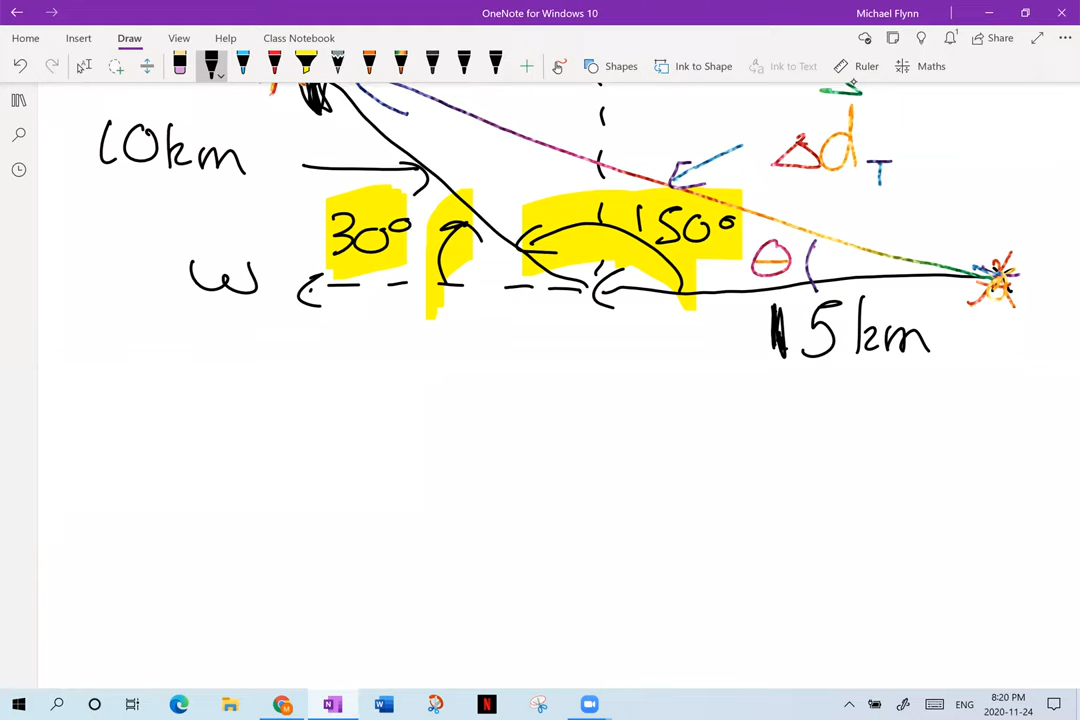 OneNote for Windows 10
Michael Flynn
Home Insert Draw View Help Class Notebook
Share
Shapes Ink to Shape Ink to Text Ruler Maths
10km
ΔdT
30° 150°
θ
W
15km
ENG
8:20 PM
2020-11-24